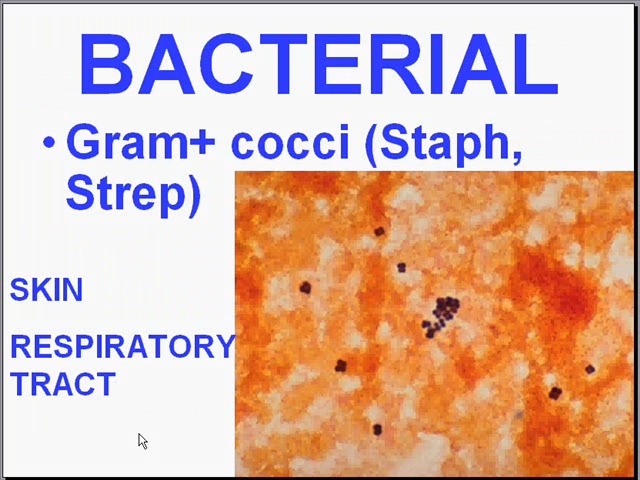 BACTERIAL
• Gram+ cocci (Staph,
Strep)
SKIN
RESPIRATORY
TRACT